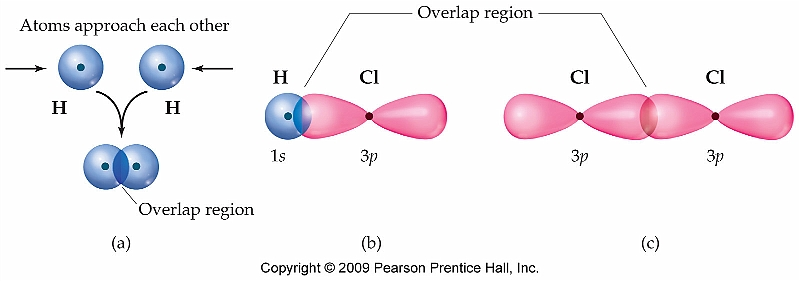 Atoms approach each other
H
H
Overlap region
(a)
Overlap region
H
Cl
1s
3p
(b)
Cl
Cl
3p
3p
(c)
Copyright © 2009 Pearson Prentice Hall, Inc.